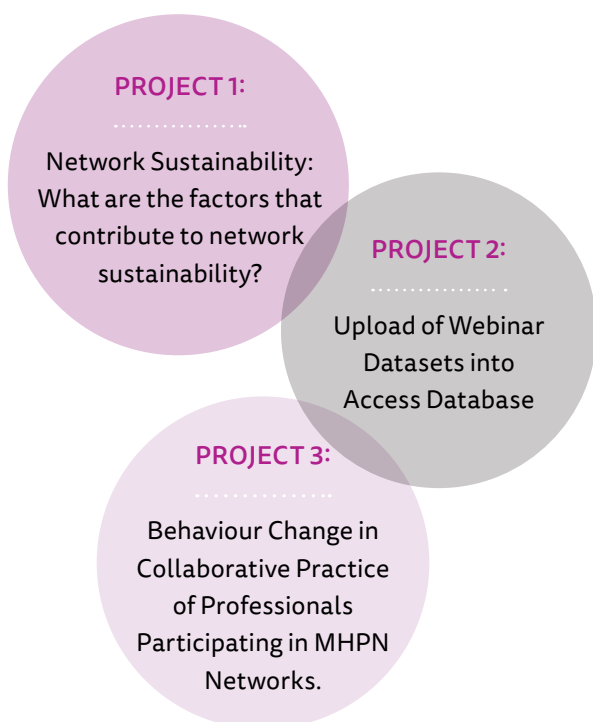 PROJECT 1:
Network Sustainability:
What are the factors that
contribute to network
sustainability?
PROJECT 2:
Upload of Webinar
Datasets into
Access Database
PROJECT 3:
Behaviour Change in
Collaborative Practice
of Professionals
Participating in MHPN
Networks.